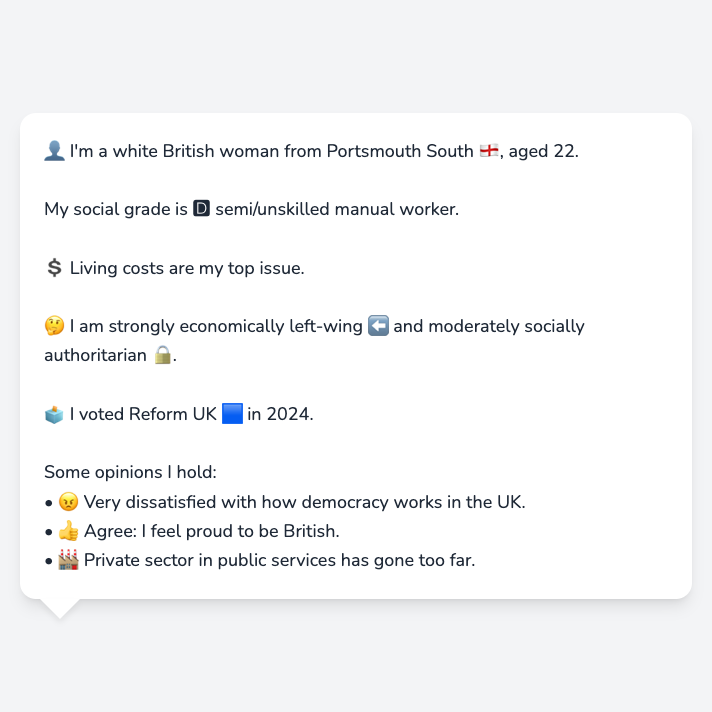 👤 I'm a white British woman from Portsmouth South 🏴󠁧󠁢󠁥󠁮󠁧󠁿, aged 22.
My social grade is 🅳 semi/unskilled manual worker.
💲 Living costs are my top issue.
🤔 I am strongly economically left-wing ⬅️ and moderately socially
authoritarian 🔒.
🗳️ I voted Reform UK 🟦 in 2024.
Some opinions I hold:
• 😠 Very dissatisfied with how democracy works in the UK.
• 👍 Agree: I feel proud to be British.
• 🏭 Private sector in public services has gone too far.